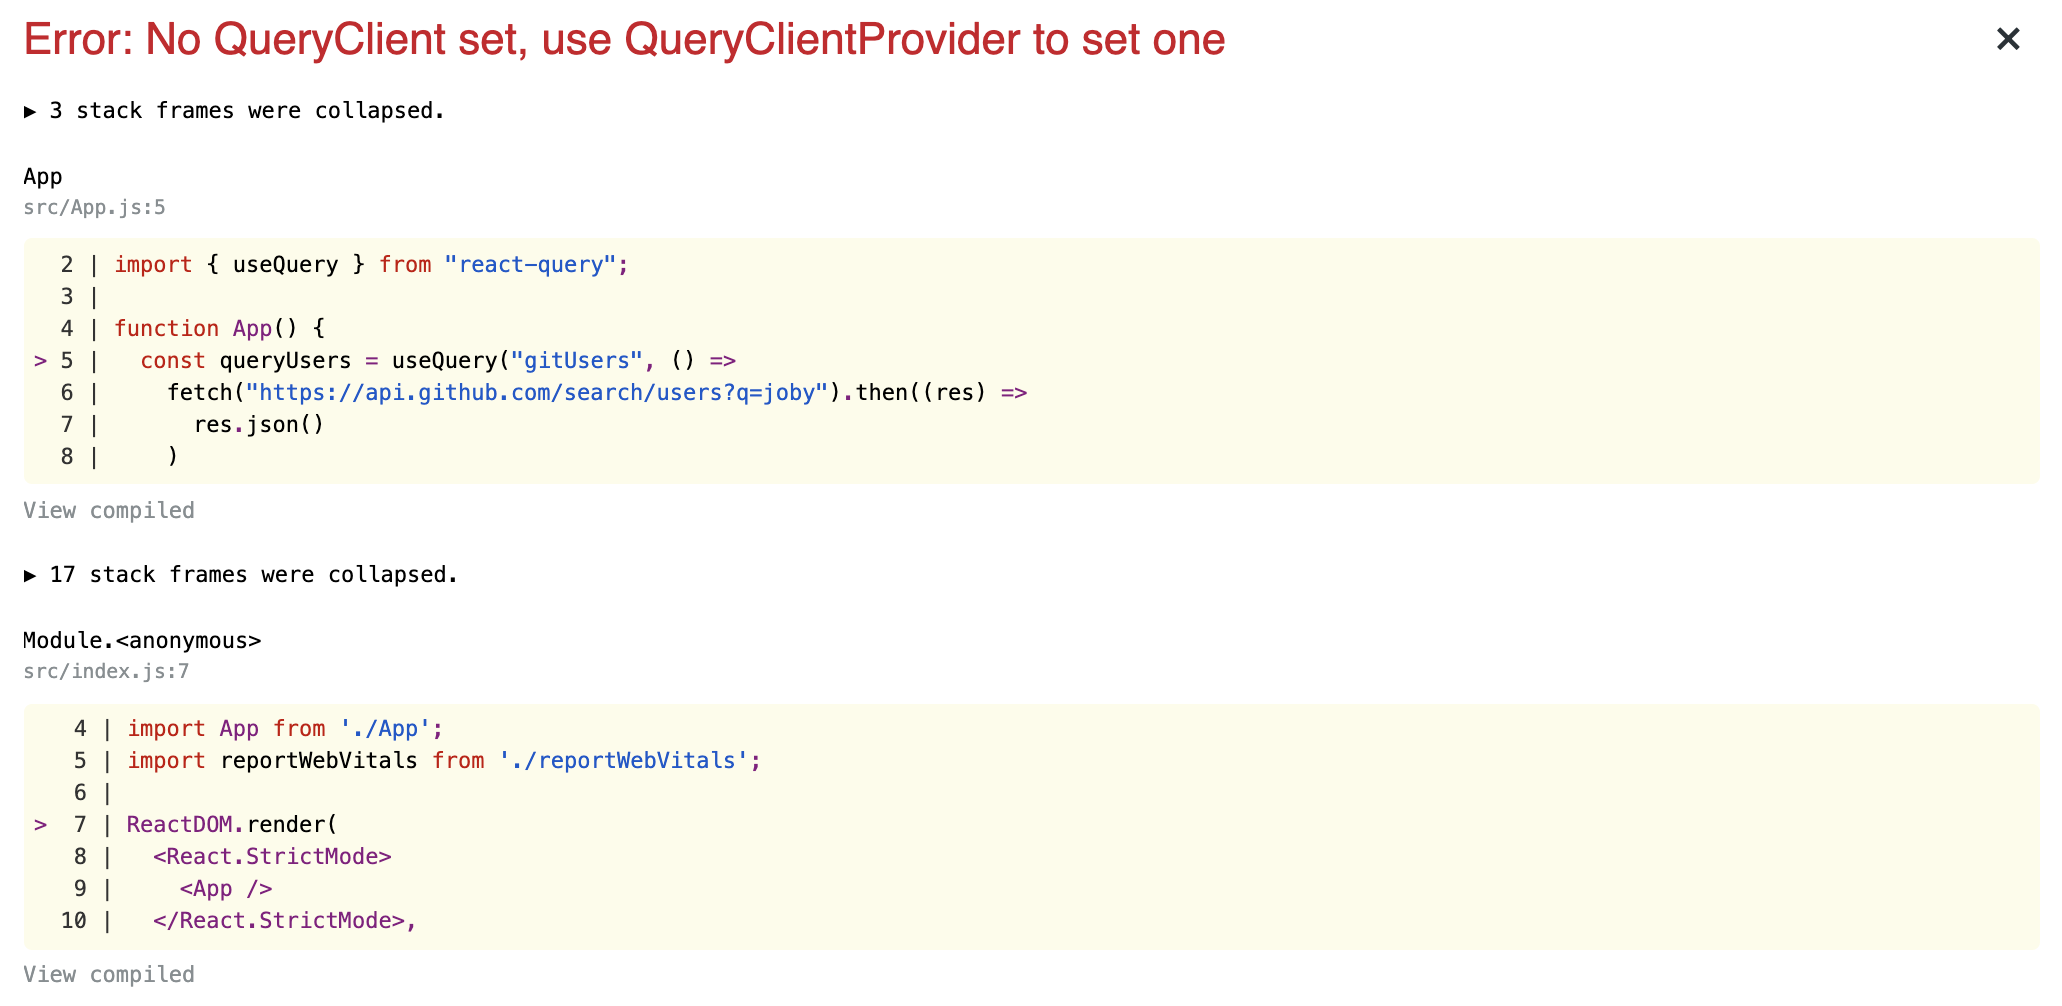 Error: No QueryClient set, use QueryClientProvider to set one
✕
▶ 3 stack frames were collapsed.
App
src/App.js:5
  2 | import { useQuery } from "react-query";
  3 |
  4 | function App() {
> 5 |   const queryUsers = useQuery("gitUsers", () =>
  6 |     fetch("https://api.github.com/search/users?q=joby").then((res) =>
  7 |       res.json()
  8 |     )
View compiled
▶ 17 stack frames were collapsed.
Module.<anonymous>
src/index.js:7
   4 | import App from './App';
   5 | import reportWebVitals from './reportWebVitals';
   6 |
>  7 | ReactDOM.render(
   8 |   <React.StrictMode>
   9 |     <App />
  10 |   </React.StrictMode>,
View compiled